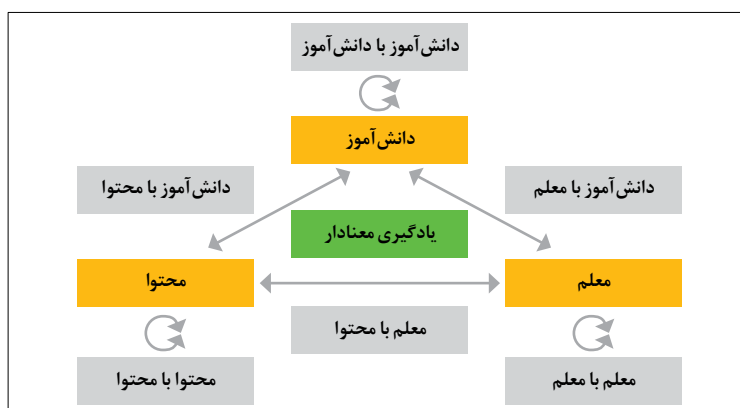 دانش‌آموز با دانش‌آموز
دانش‌آموز
دانش‌آموز با معلم
دانش‌آموز با محتوا
یادگیری معنادار
معلم
محتوا
معلم با محتوا
معلم با معلم
محتوا با محتوا